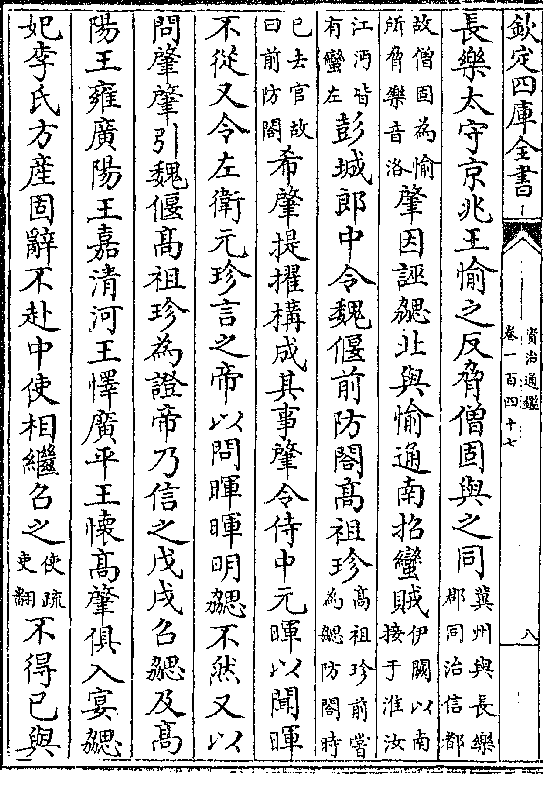 欽定四庫全書
資治通鑑
卷一百四十七
八
長樂太守京兆王愉之反脅僧固與之同冀州與長樂郡同治信都
故僧固為愉所脅樂音洛肇因誣勰北與愉通南招蠻賊伊闕以南接于淮汝
江沔皆有蠻左彭城郎中令魏偃前防閤髙祖珍髙祖珍前嘗為勰防閤時
已去官故曰前防閤希肇提擢構成其事肇令侍中元暉以聞暉
不從又令左衛元珍言之帝以問暉暉明勰不然又以
問肇肇引魏偃髙祖珍為證帝乃信之戊戌召勰及髙
陽王雍廣陽王嘉清河王懌廣平王懷髙肇俱入宴勰
妃李氏方産固辭不赴中使相繼召之使疏吏翻不得已與